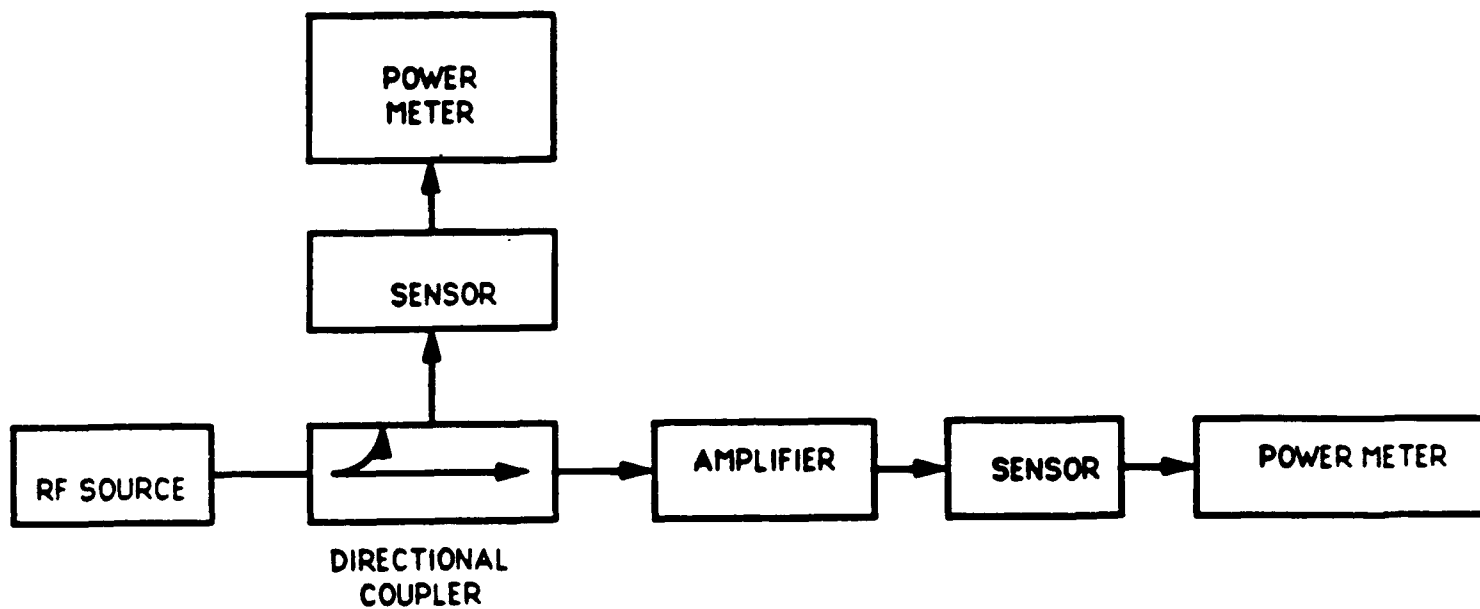 POWER
METER
SENSOR
RF SOURCE
DIRECTIONAL
COUPLER
AMPLIFIER
SENSOR
POWER METER